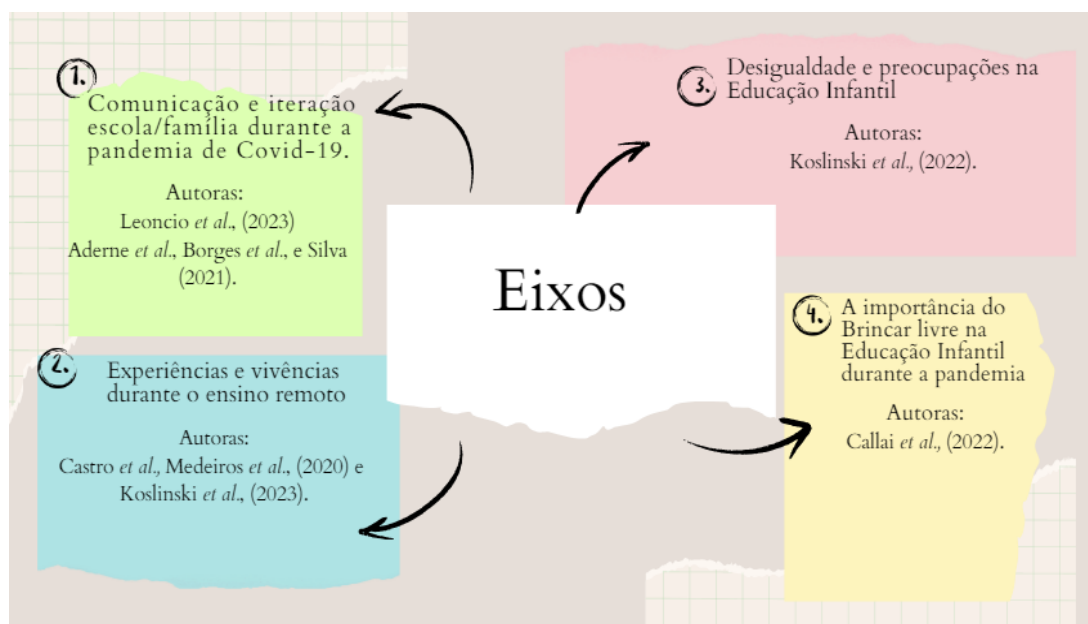 1.
Comunicação e iteração
escola/família durante a
pandemia de Covid-19.
Autoras:
Leoncio et al., (2023)
Aderne et al., Borges et al., e Silva
(2021).
2.
Experiências e vivências
durante o ensino remoto
Autoras:
Castro et al., Medeiros et al., (2020) e
Koslinski et al., (2023).
Eixos
3.
Desigualdade e preocupações na
Educação Infantil
Autoras:
Koslinski et al., (2022).
4.
A importância do
Brincar livre na
Educação Infantil
durante a pandemia
Autoras:
Callai et al., (2022).